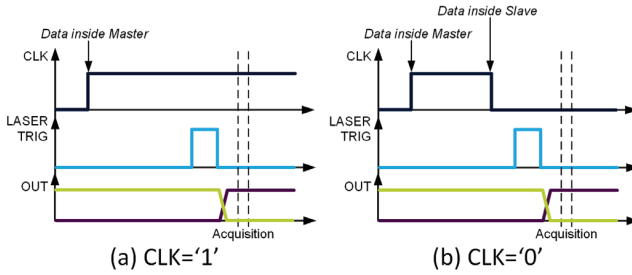 Data inside Master
CLK
LASER
TRIG
OUT
Acquisition
(a) CLK='1'
Data inside Slave
Data inside Master
CLK
LASER
TRIG
OUT
Acquisition
(b) CLK='0'